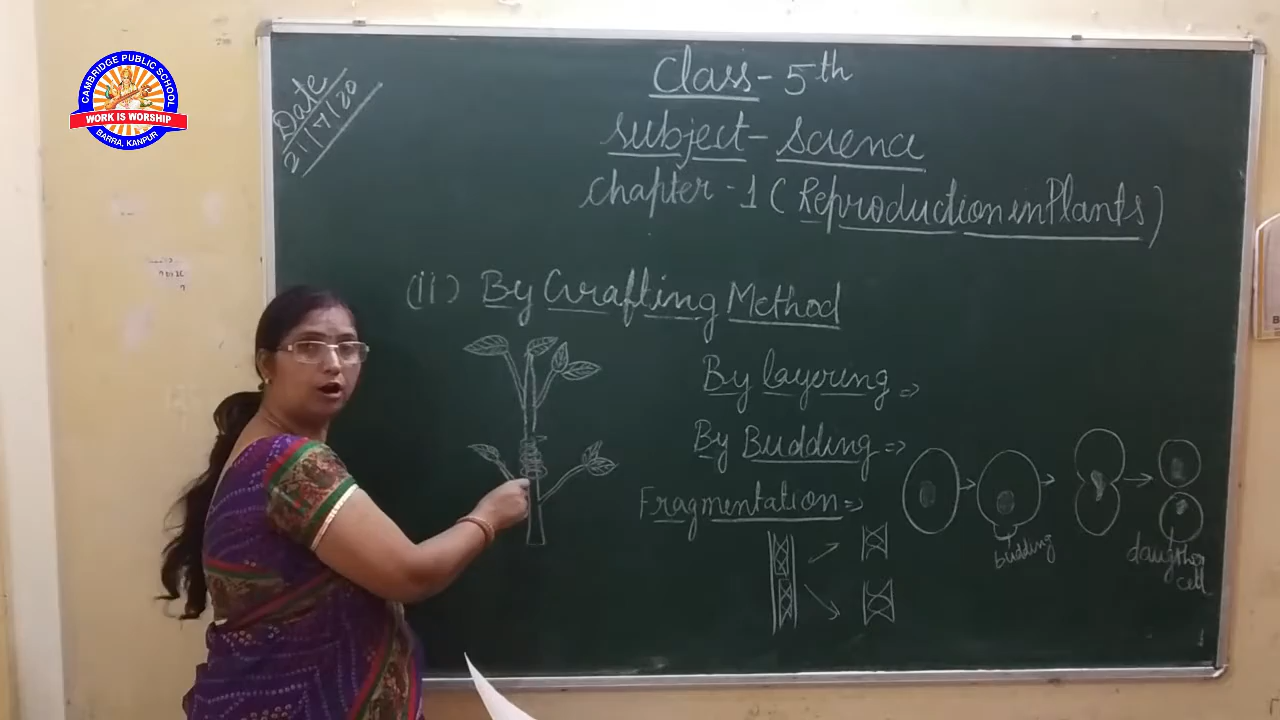 CAMBRIDGE PUBLIC SCHOOL
WORK IS WORSHIP
BARRA, KANPUR
Date
21/7/20
Class - 5th
Subject - Science
Chapter - 1 (Reproduction in Plants)
(ii) By Grafting Method
By layering =>
By Budding =>
Fragmentation =>
budding
daughter
cell